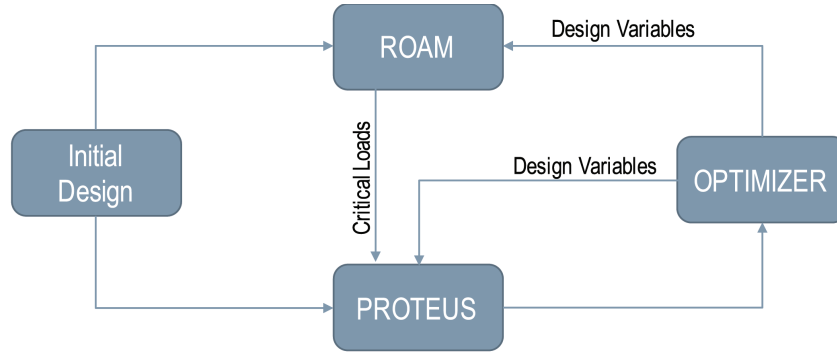 ROAM
Design Variables
Initial
Design
Critical Loads
Design Variables
OPTIMIZER
PROTEUS